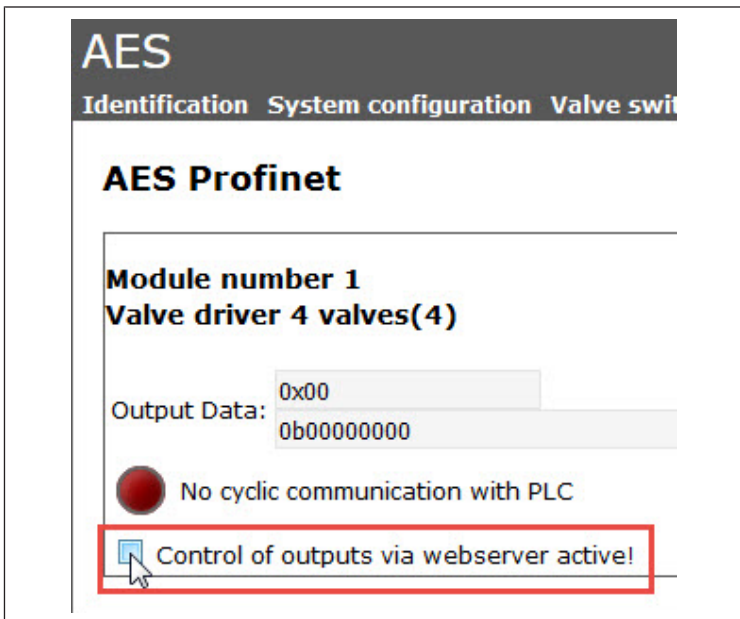 AES
Identification System configuration Valve swit
AES Profinet
Module number 1
Valve driver 4 valves(4)
Output Data:
0x00
0b00000000
No cyclic communication with PLC
Control of outputs via webserver active!